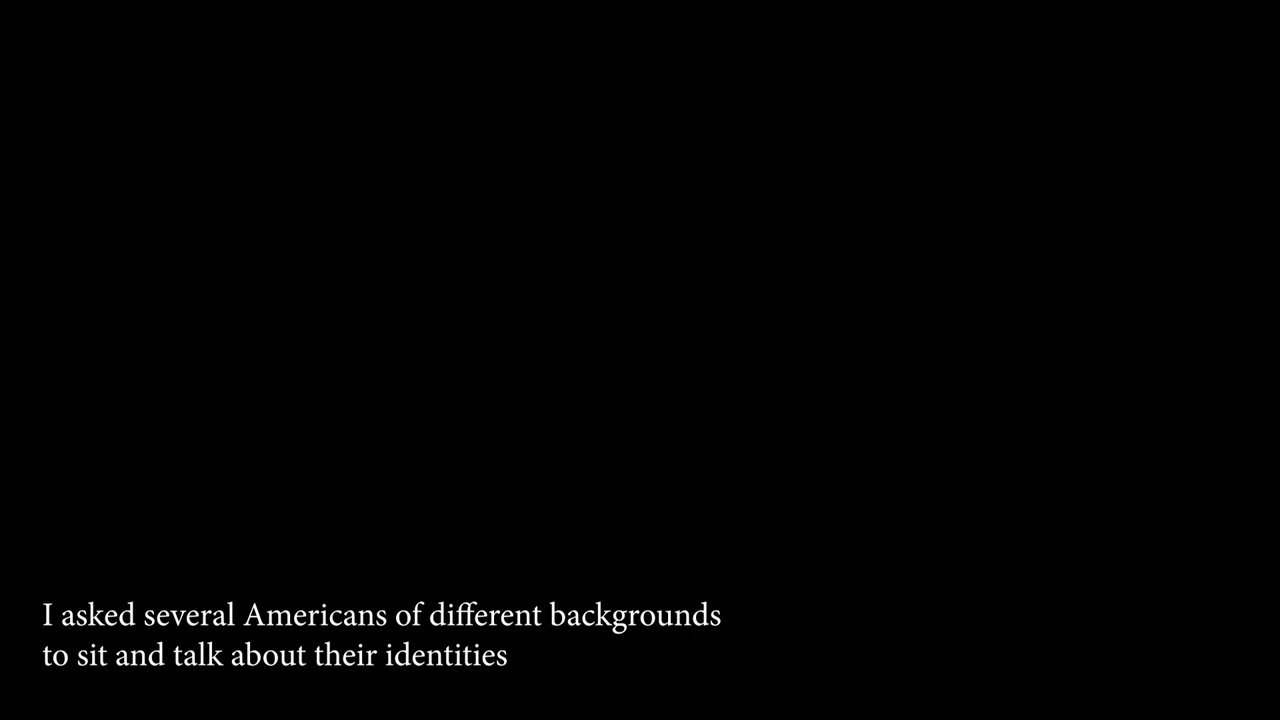 I asked several Americans of different backgrounds
to sit and talk about their identities